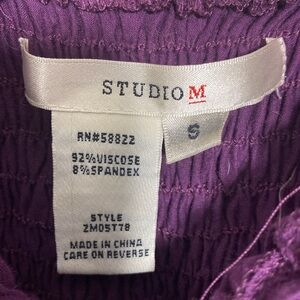 STUDIO M
S
RN#58822
92%VISCOSE
8%SPANDEX
STYLE
ZM05T78
MADE IN CHINA
CARE ON REVERSE